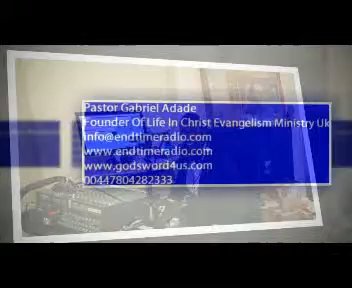 Pastor Gabriel Adade
Founder Of Life In Christ Evangelism Ministry Uk
info@endtimeradio.com
www.endtimeradio.com
www.godsword4us.com
00447804282333